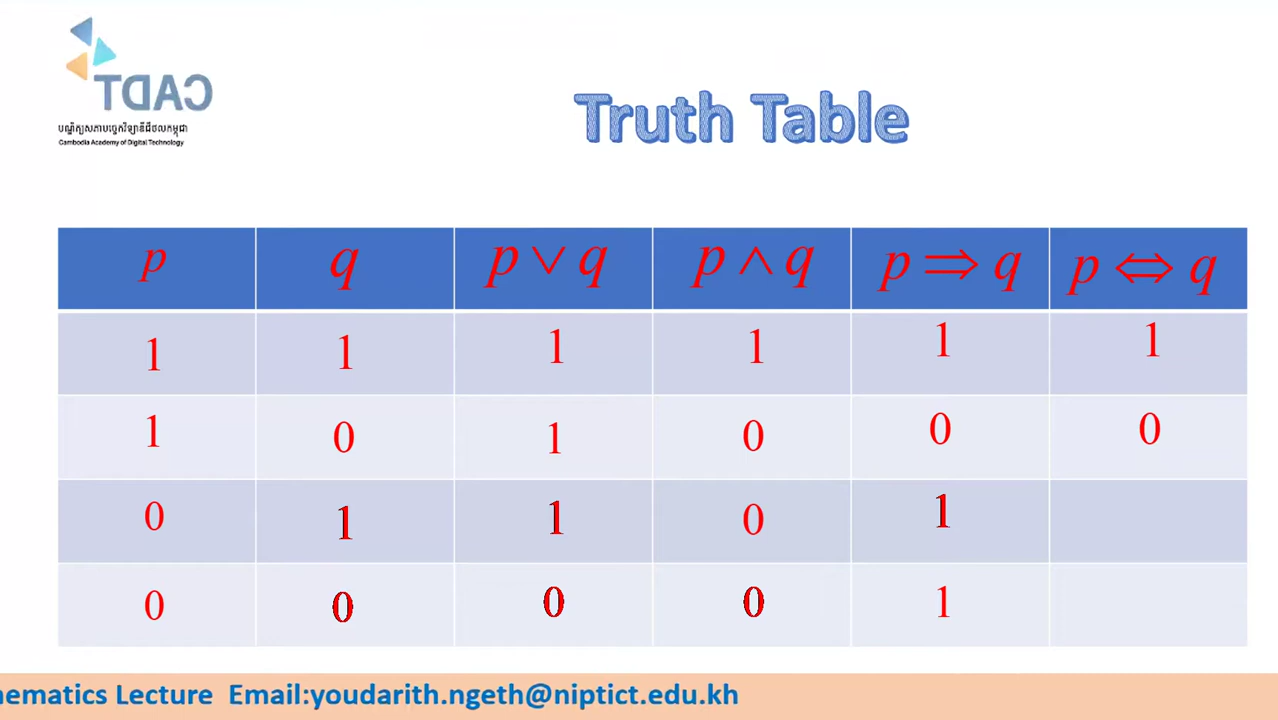 CADT
បណ្ឌិត្យសភាបច្ចេកវិទ្យាឌីជីថលកម្ពុជា
Cambodia Academy of Digital Technology
Truth Table
p q p ∨ q p ∧ q p ⇒ q p ⇔ q
1 1 1 1 1 1
1 0 1 0 0 0
0 1 1 0 1
0 0 0 0 1
hematics Lecture Email:youdarith.ngeth@niptict.edu.kh